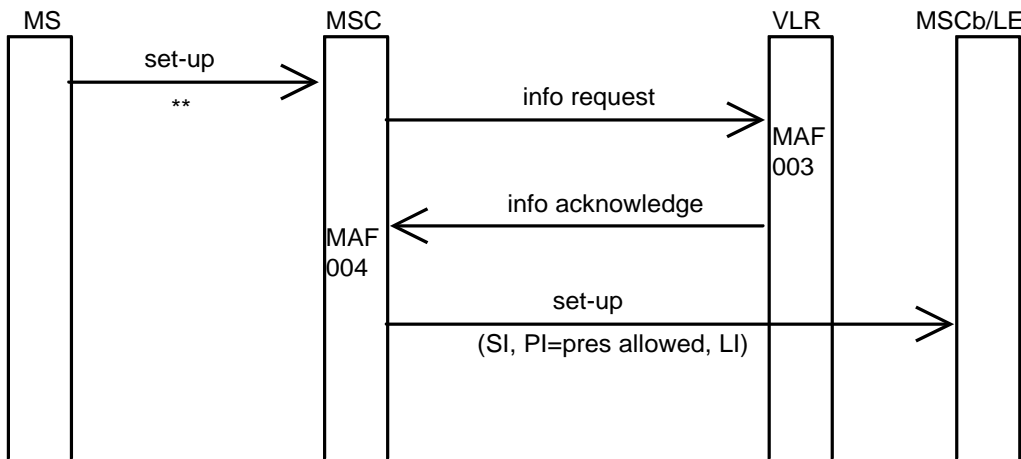 MS MSC VLR MSCb/LE
set-up
**
info request
MAF
003
info acknowledge
MAF
004
set-up
(SI, PI=pres allowed, LI)